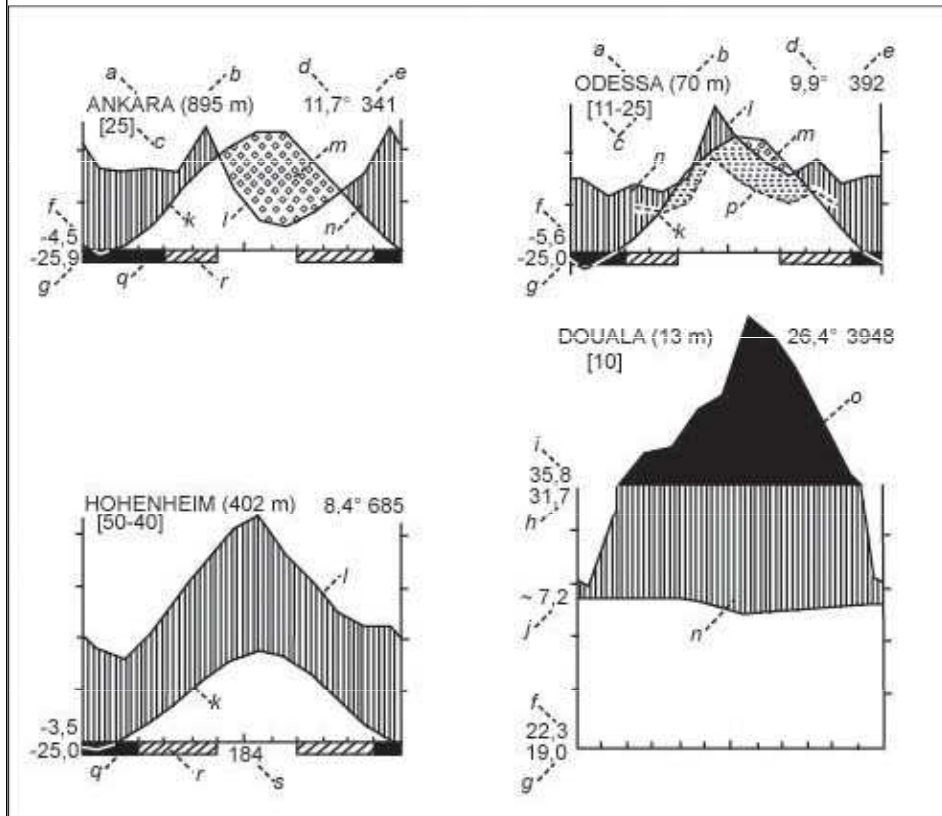 a b d e
ANKARA (895 m) 11,7° 341
[25]
c
m
f
k
l
n
-4,5
-25,9
g q r
a b d e
ODESSA (70 m) 9,9° 392
[11-25]
c
l
m
n
f
k
p
-5,6
-25,0
g
HOHENHEIM (402 m) 8,4° 685
[50-40]
l
k
-3,5
-25,0
184
q r s
DOUALA (13 m) 26,4° 3948
[10]
o
i
35,8
31,7
h
~ 7,2
j
n
f
22,3
19,0
g